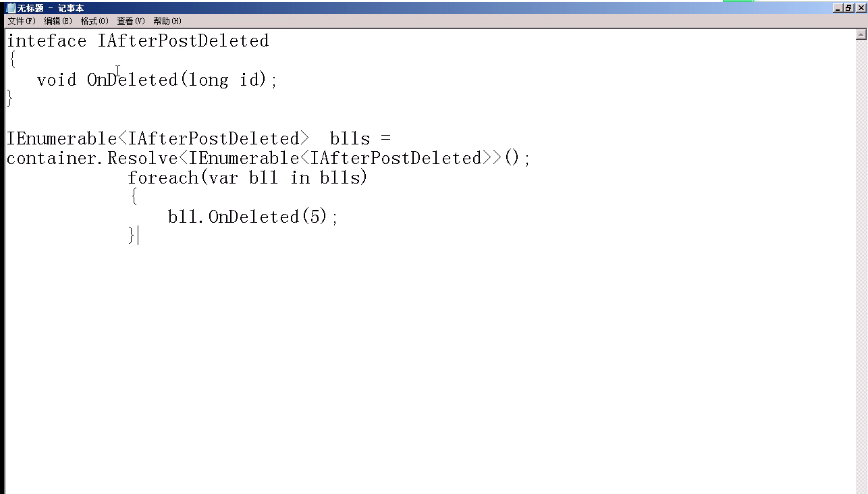 无标题 - 记事本
文件(F) 编辑(E) 格式(O) 查看(V) 帮助(H)
inteface IAfterPostDeleted
{
void OnDeleted(long id);
}
IEnumerable<IAfterPostDeleted> blls =
container.Resolve<IEnumerable<IAfterPostDeleted>>();
foreach(var bll in blls)
{
bll.OnDeleted(5);
}